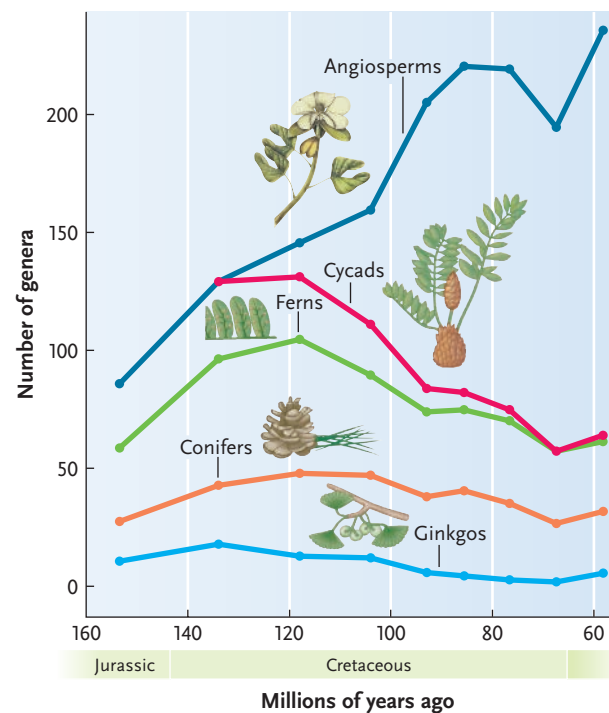 Number of genera
200
150
100
50
0
Angiosperms
Cycads
Ferns
Conifers
Ginkgos
160 140 120 100 80 60
Jurassic Cretaceous
Millions of years ago